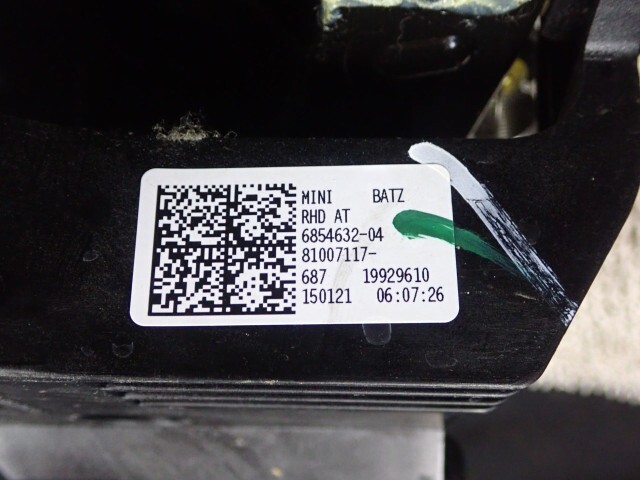 MINI BATZ
RHD AT
6854632-04
81007117-
687 19929610
150121 06:07:26